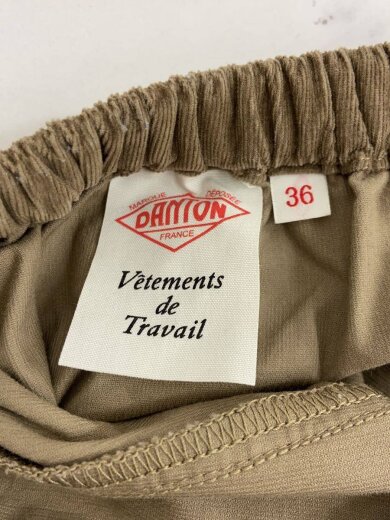 MARQUE DÉPOSÉE
DANTON
FRANCE
Vêtements
de
Travail
36